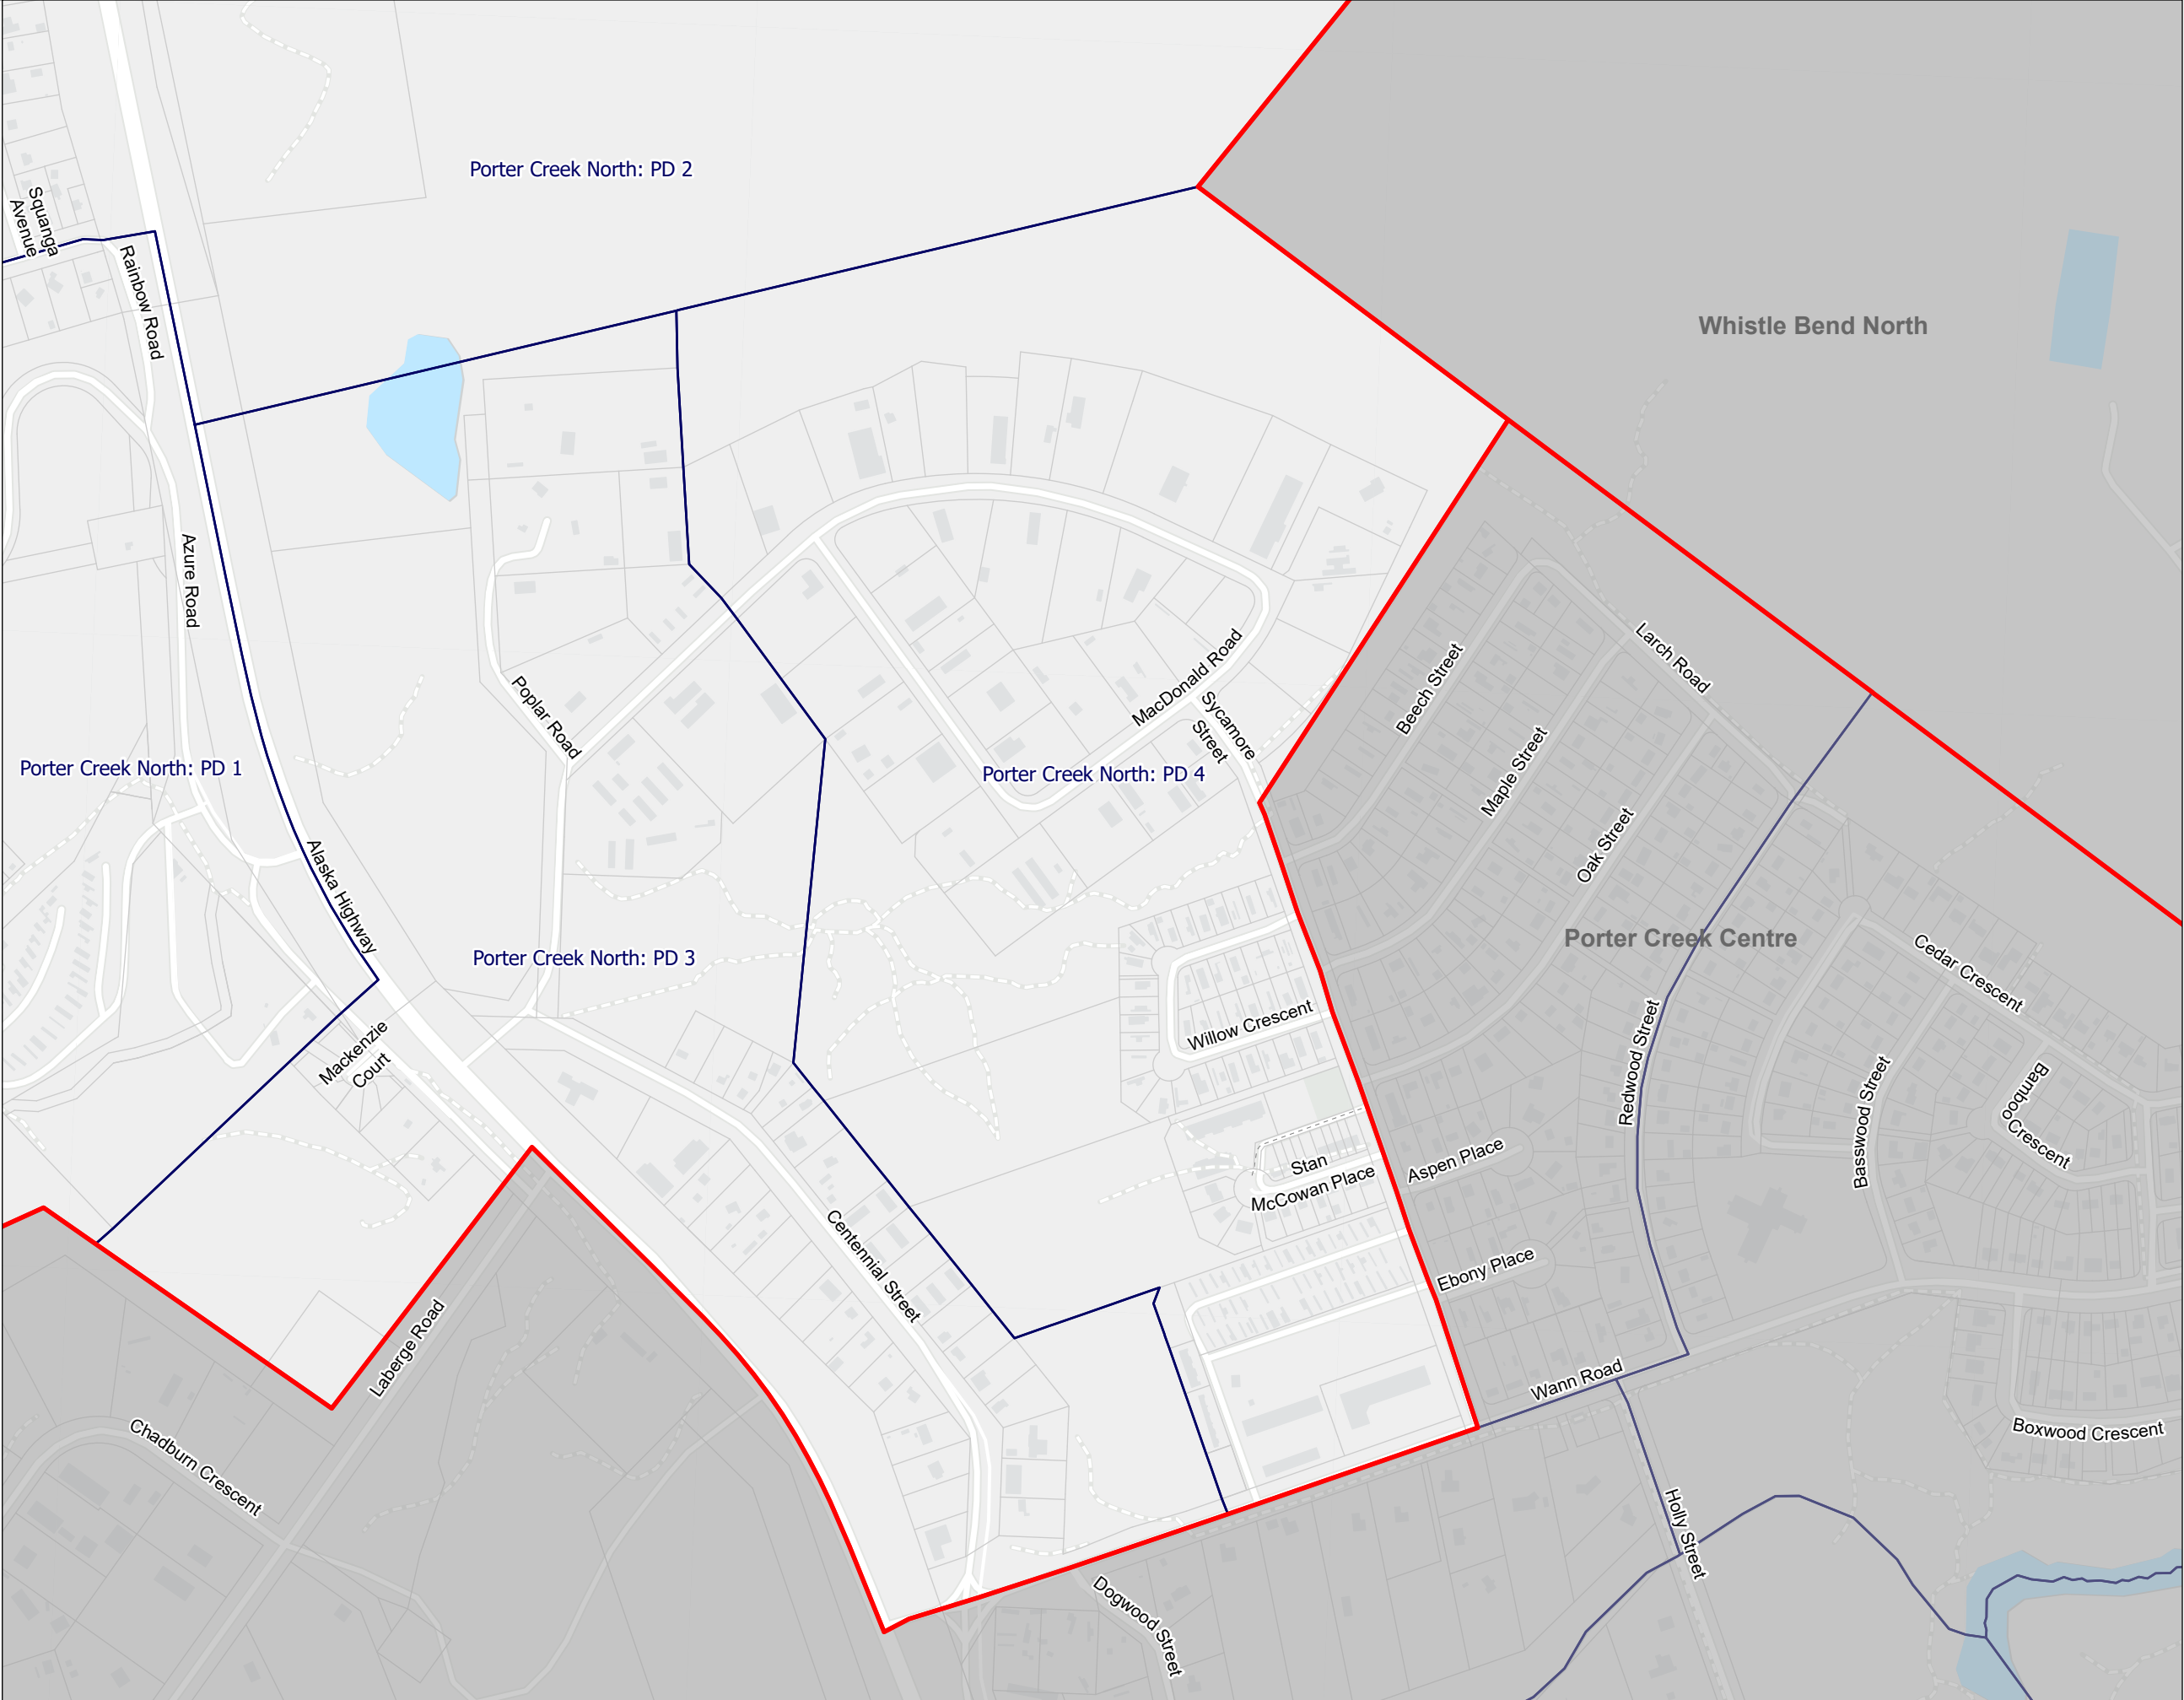 Porter Creek North: PD 2
Squanga
Avenue
Rainbow Road
Whistle Bend North
Azure Road
Larch Road
Beech Street
MacDonald Road
Sycamore
Street
Poplar Road
Maple Street
Porter Creek North: PD 1
Porter Creek North: PD 4
Oak Street
Alaska Highway
Porter Creek Centre
Porter Creek North: PD 3
Cedar Crescent
Willow Crescent
Redwood Street
Mackenzie
Court
Bamboo
Crescent
Basswood Street
Stan
McCowan Place
Aspen Place
Centennial Street
Ebony Place
Laberge Road
Wann Road
Chadburn Crescent
Boxwood Crescent
Holly Street
Dogwood Street